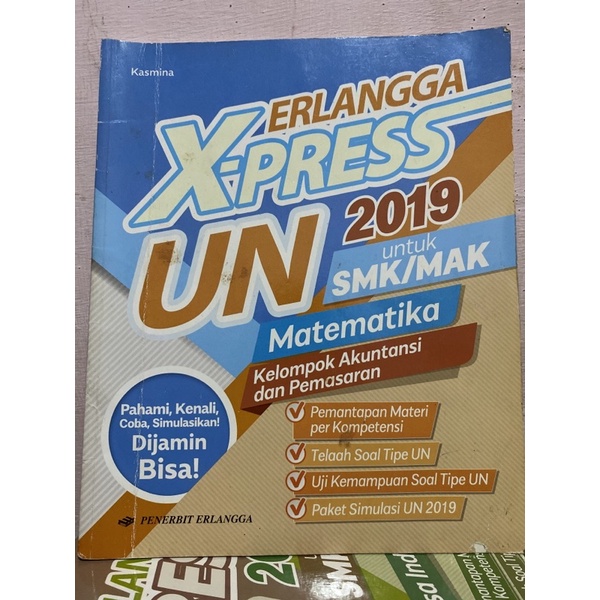 Kasmina
ERLANGGA
X-PRESS
UN 2019
untuk
SMK/MAK
Matematika
Kelompok Akuntansi
dan Pemasaran
Pahami, Kenali,
Coba, Simulasikan!
Dijamin
Bisa!
Pemantapan Materi
per Kompetensi
Telaah Soal Tipe UN
Uji Kemampuan Soal Tipe UN
Paket Simulasi UN 2019
PENERBIT ERLANGGA